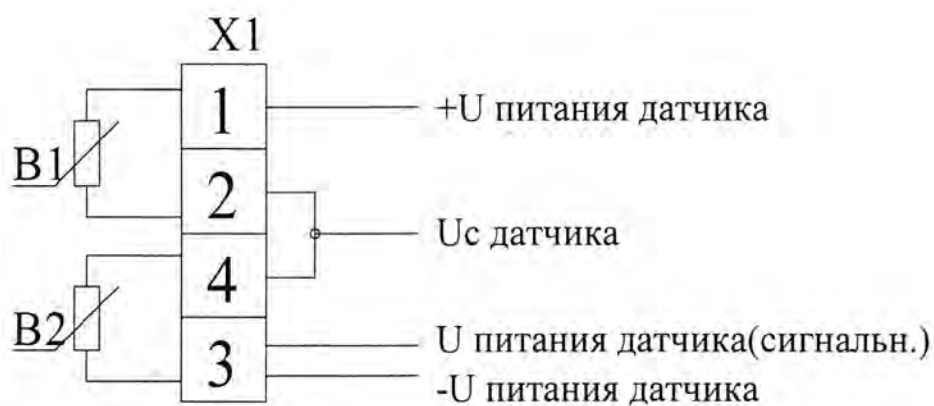 X1
1
+U питания датчика
B1
2
Uc датчика
4
B2
U питания датчика(сигнальн.)
3
-U питания датчика